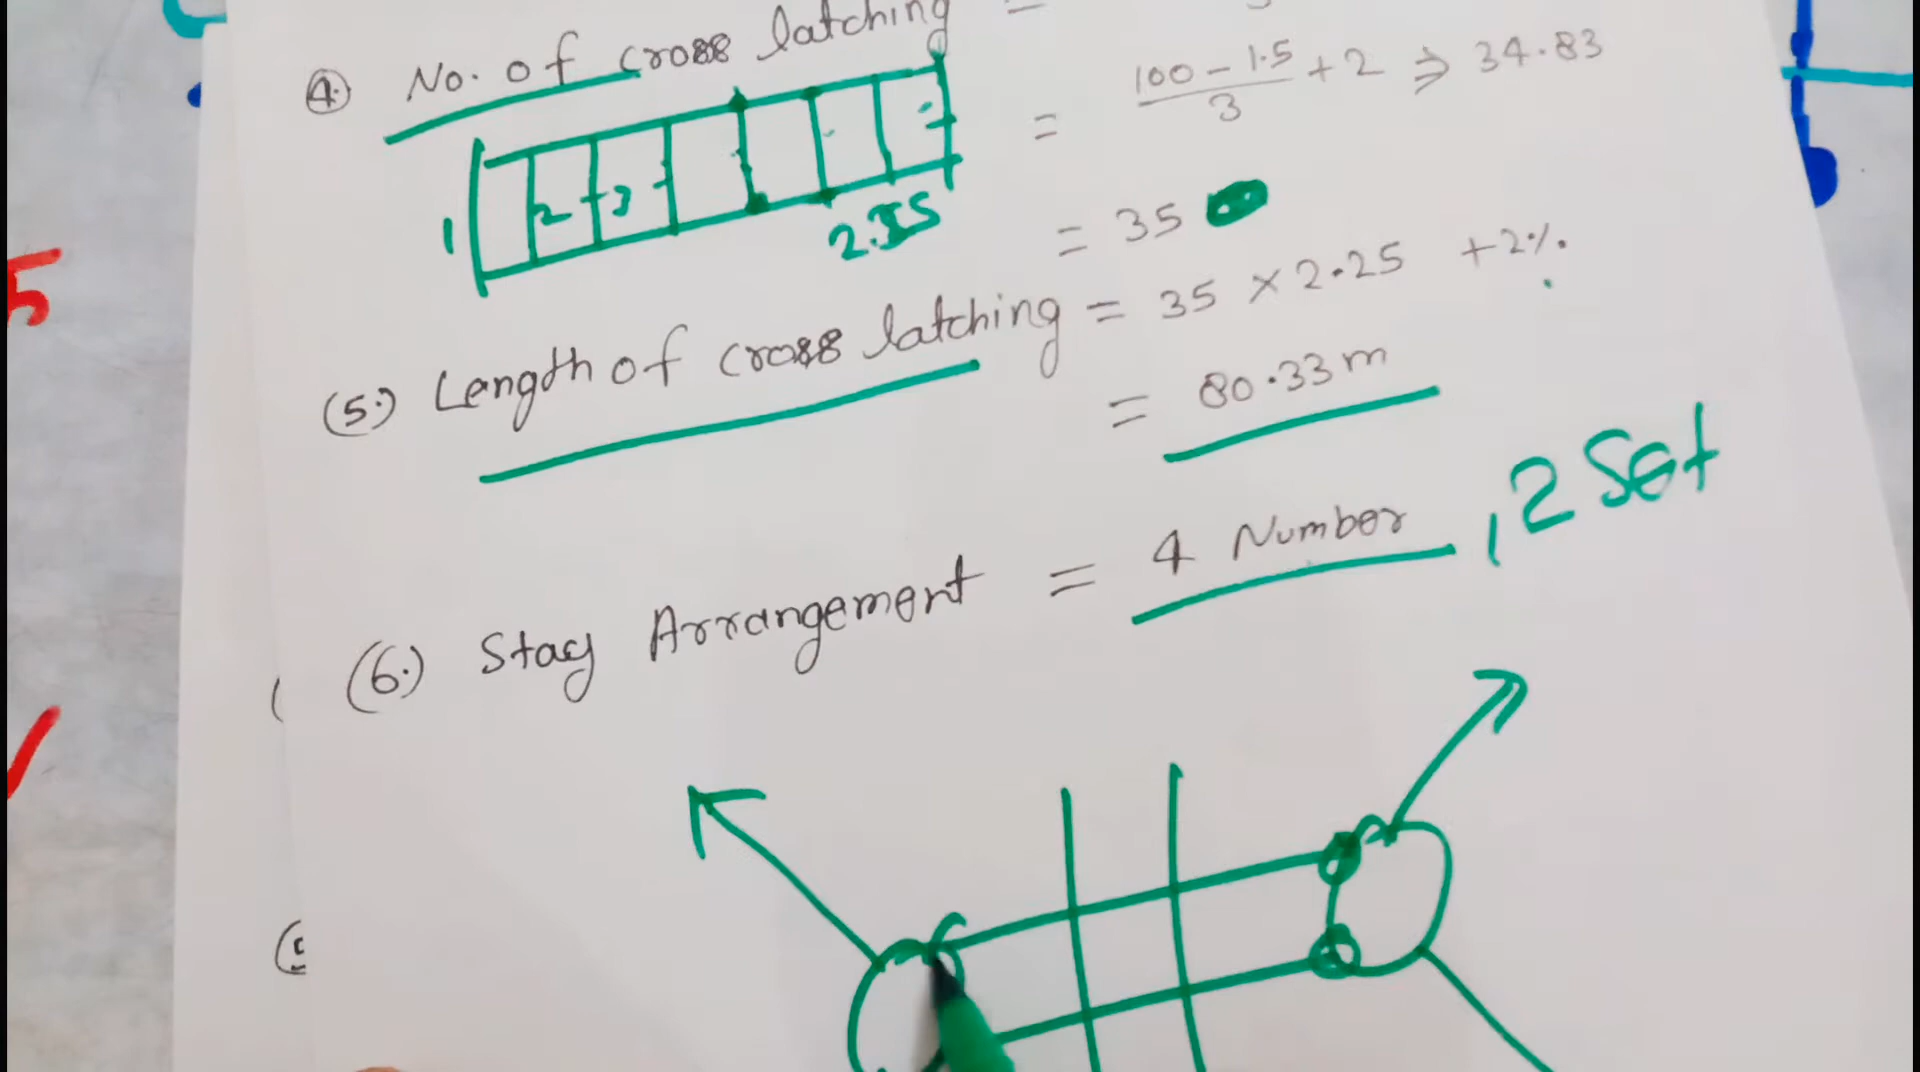 ④ No. of cross latching =
= (100 - 1.5)/3 + 2 ⇒ 34.83
1 2 3
= 35
2.25
(5.) Length of cross latching = 35 × 2.25 + 2%.
= 80.33 m
(6.) Stay Arrangement = 4 Number, 2 Set
5